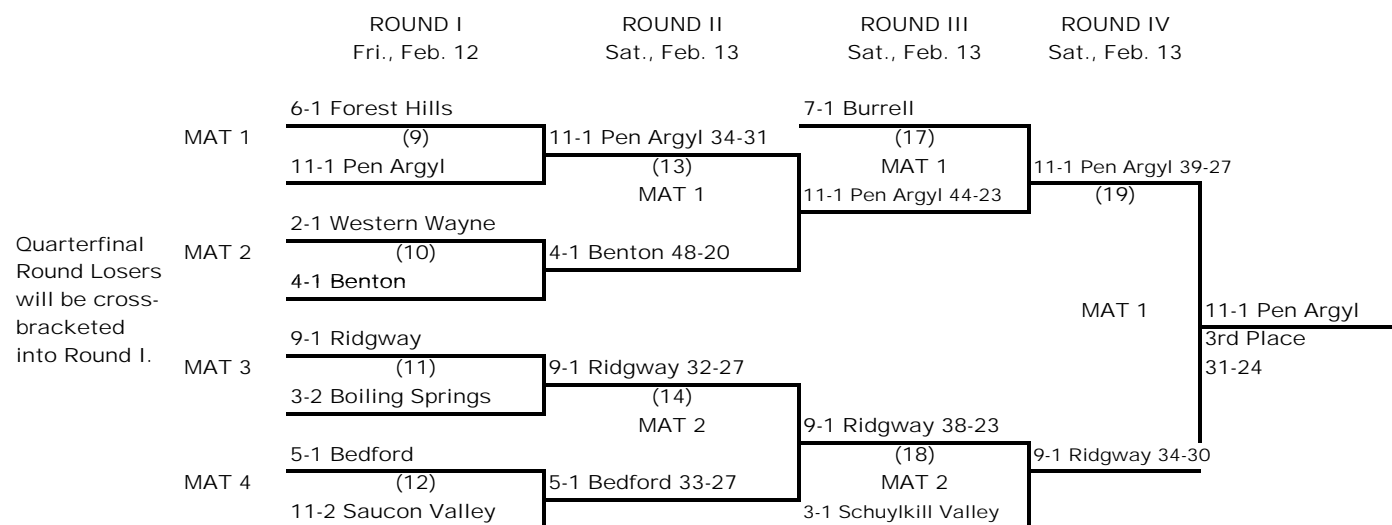 ROUND I
ROUND II
ROUND III
ROUND IV
Fri., Feb. 12
Sat., Feb. 13
Sat., Feb. 13
Sat., Feb. 13
6-1 Forest Hills
7-1 Burrell
MAT 1
(9)
11-1 Pen Argyl 34-31
(17)
11-1 Pen Argyl
(13)
MAT 1
11-1 Pen Argyl 39-27
MAT 1
11-1 Pen Argyl 44-23
(19)
2-1 Western Wayne
Quarterfinal
Round Losers
will be cross-
bracketed
into Round I.
MAT 2
(10)
4-1 Benton 48-20
4-1 Benton
MAT 1
11-1 Pen Argyl
3rd Place
31-24
9-1 Ridgway
MAT 3
(11)
9-1 Ridgway 32-27
3-2 Boiling Springs
(14)
MAT 2
9-1 Ridgway 38-23
5-1 Bedford
(18)
9-1 Ridgway 34-30
MAT 4
(12)
5-1 Bedford 33-27
MAT 2
11-2 Saucon Valley
3-1 Schuylkill Valley